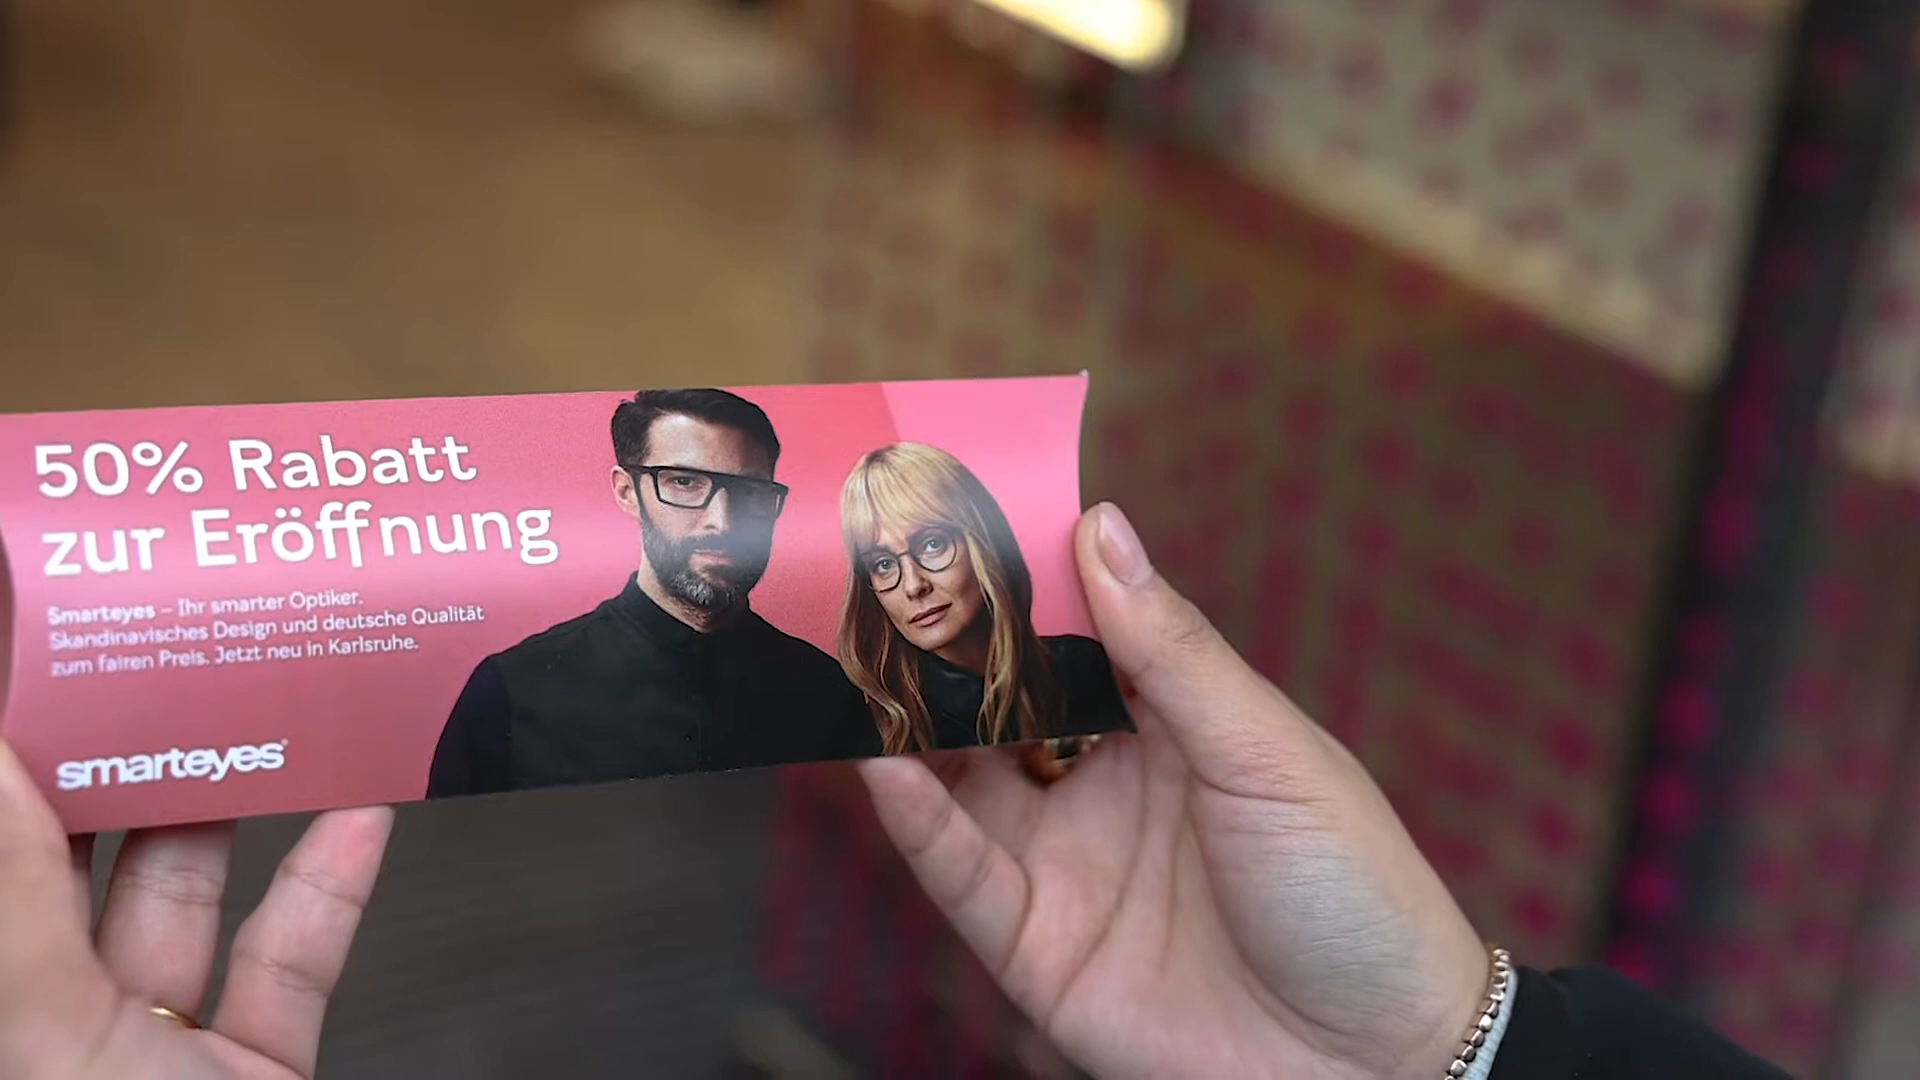 50% Rabatt
zur Eröffnung
Smarteyes – Ihr smarter Optiker.
Skandinavisches Design und deutsche Qualität
zum fairen Preis. Jetzt neu in Karlsruhe.
smarteyes®